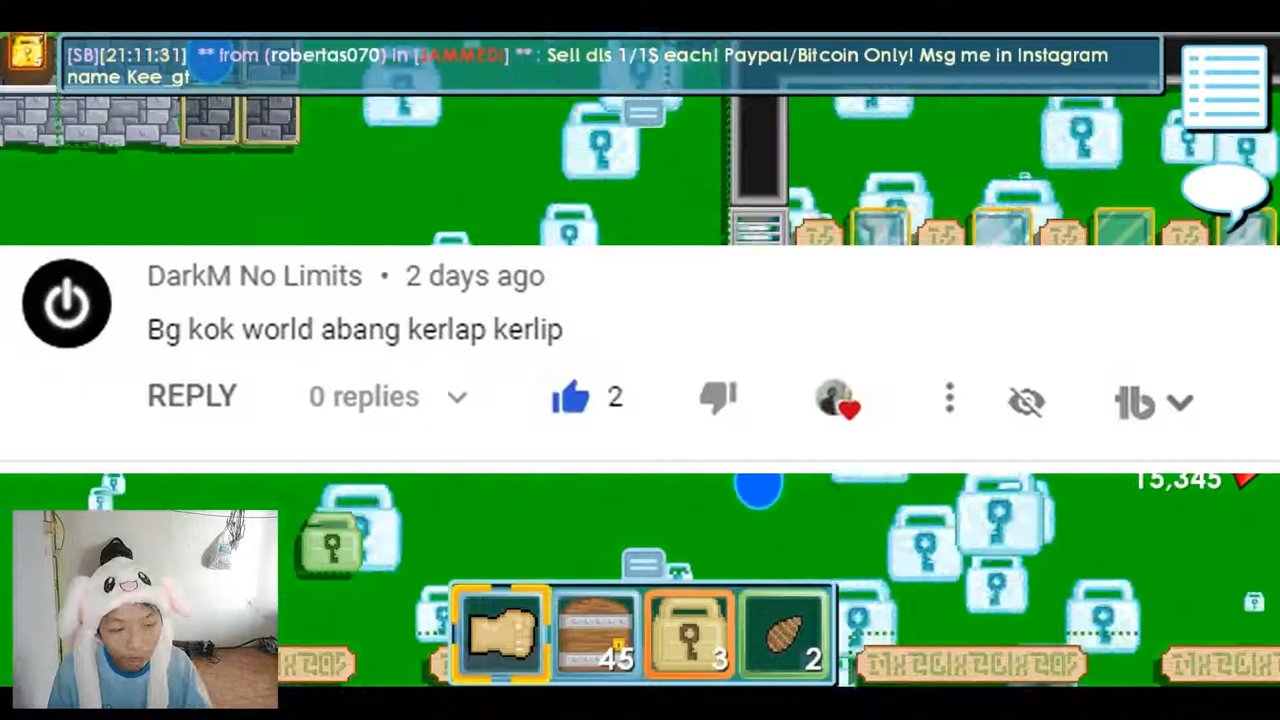 [SB][21:11:31] ** from (robertas070) in [JAMMED!] ** : Sell dls 1/1$ each! Paypal/Bitcoin Only! Msg me in Instagram
name Kee_gt
DarkM No Limits • 2 days ago
Bg kok world abang kerlap kerlip
REPLY 0 replies 2
15,345
45 3 2